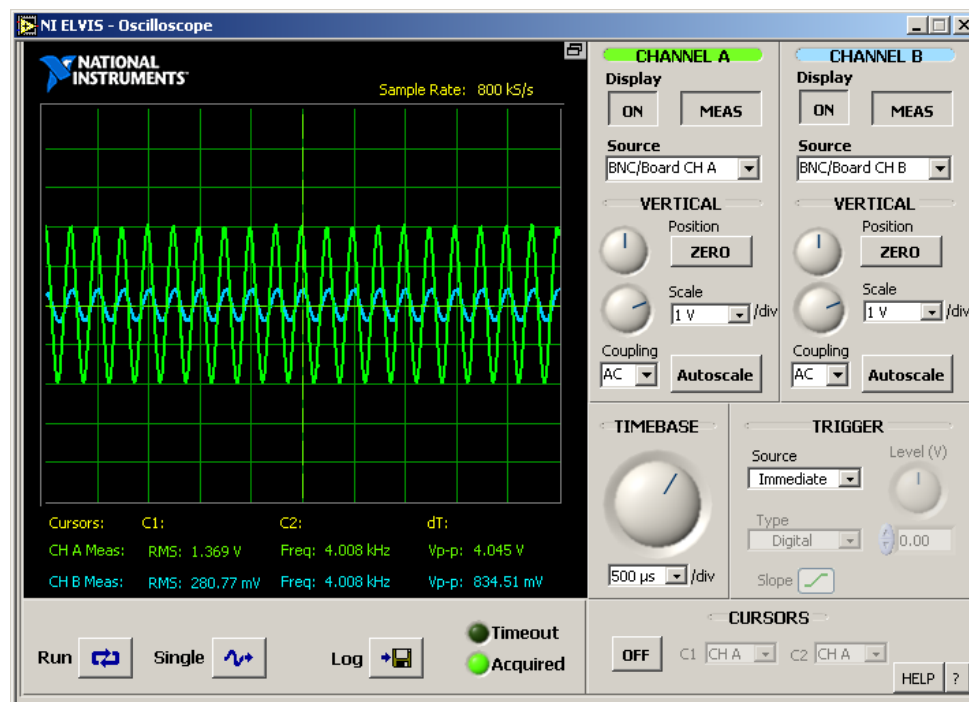 NI ELVIS - Oscilloscope
NATIONAL
INSTRUMENTS
Sample Rate: 800 kS/s
Cursors: C1: C2: dT:
CH A Meas: RMS: 1.369 V Freq: 4.008 kHz Vp-p: 4.045 V
CH B Meas: RMS: 280.77 mV Freq: 4.008 kHz Vp-p: 834.51 mV
Run Single Log
Timeout
Acquired
CHANNEL A
Display
ON MEAS
Source
BNC/Board CH A
VERTICAL
Position
ZERO
Scale
1 V /div
Coupling
AC Autoscale
CHANNEL B
Display
ON MEAS
Source
BNC/Board CH B
VERTICAL
Position
ZERO
Scale
1 V /div
Coupling
AC Autoscale
TIMEBASE
500 µs /div
TRIGGER
Source
Immediate
Level (V)
Type
Digital
0.00
Slope
CURSORS
OFF C1 CH A C2 CH A
HELP ?